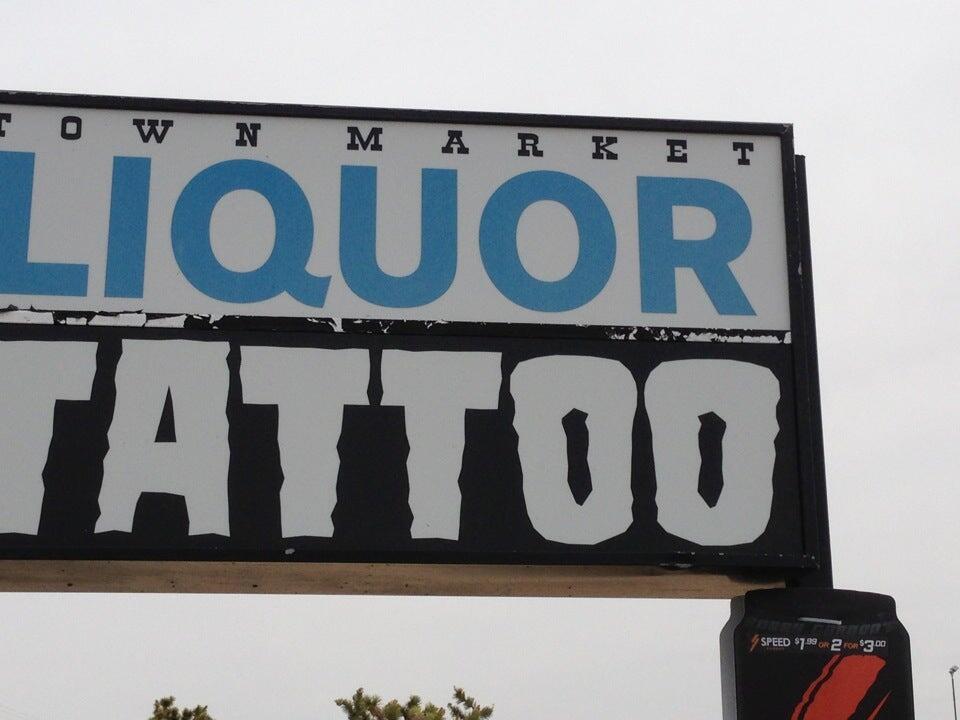 TOWN MARKET
LIQUOR
TATTOO
SPEED $1.99 OR 2 FOR $3.00